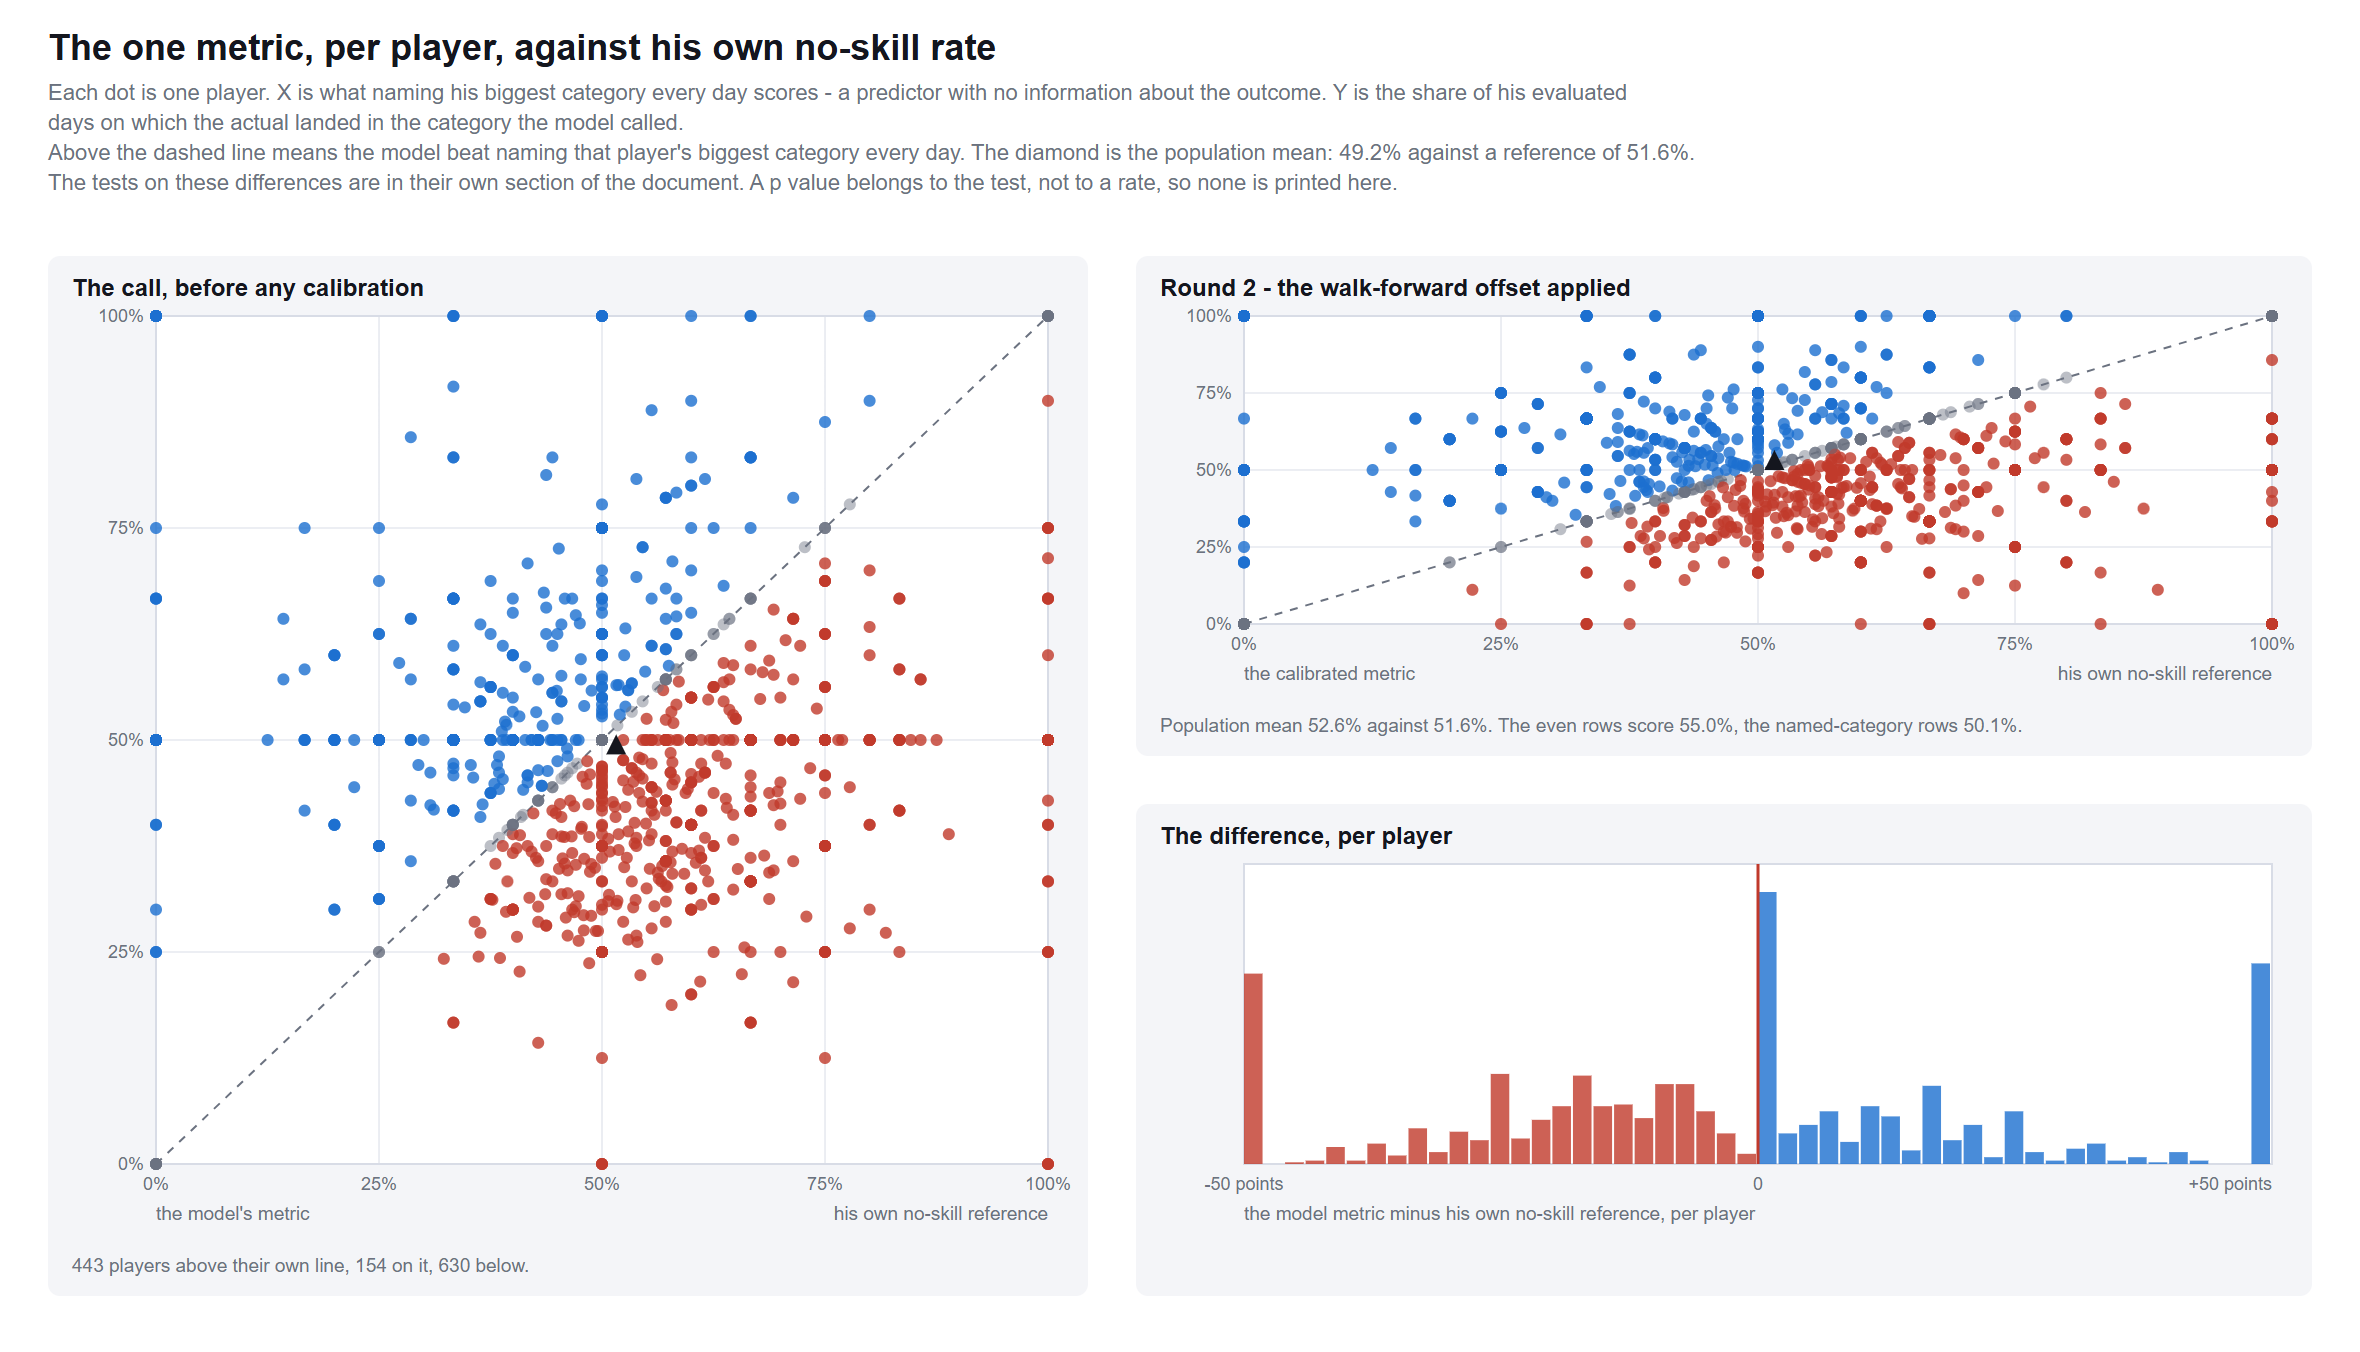 The one metric, per player, against his own no-skill rate
Each dot is one player. X is what naming his biggest category every day scores - a predictor with no information about the outcome. Y is the share of his evaluated
days on which the actual landed in the category the model called.
Above the dashed line means the model beat naming that player's biggest category every day. The diamond is the population mean: 49.2% against a reference of 51.6%.
The tests on these differences are in their own section of the document. A p value belongs to the test, not to a rate, so none is printed here.
The call, before any calibration
100%
75%
50%
25%
0%
0% 25% 50% 75% 100%
the model's metric his own no-skill reference
443 players above their own line, 154 on it, 630 below.
Round 2 - the walk-forward offset applied
100%
75%
50%
25%
0%
0% 25% 50% 75% 100%
the calibrated metric his own no-skill reference
Population mean 52.6% against 51.6%. The even rows score 55.0%, the named-category rows 50.1%.
The difference, per player
-50 points 0 +50 points
the model metric minus his own no-skill reference, per player